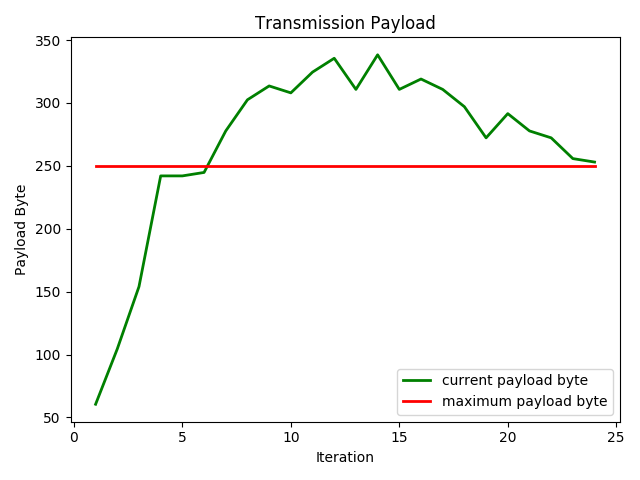 Transmission Payload
350
300
250
200
150
100
50
Payload Byte
0
5
10
15
20
25
Iteration
current payload byte
maximum payload byte